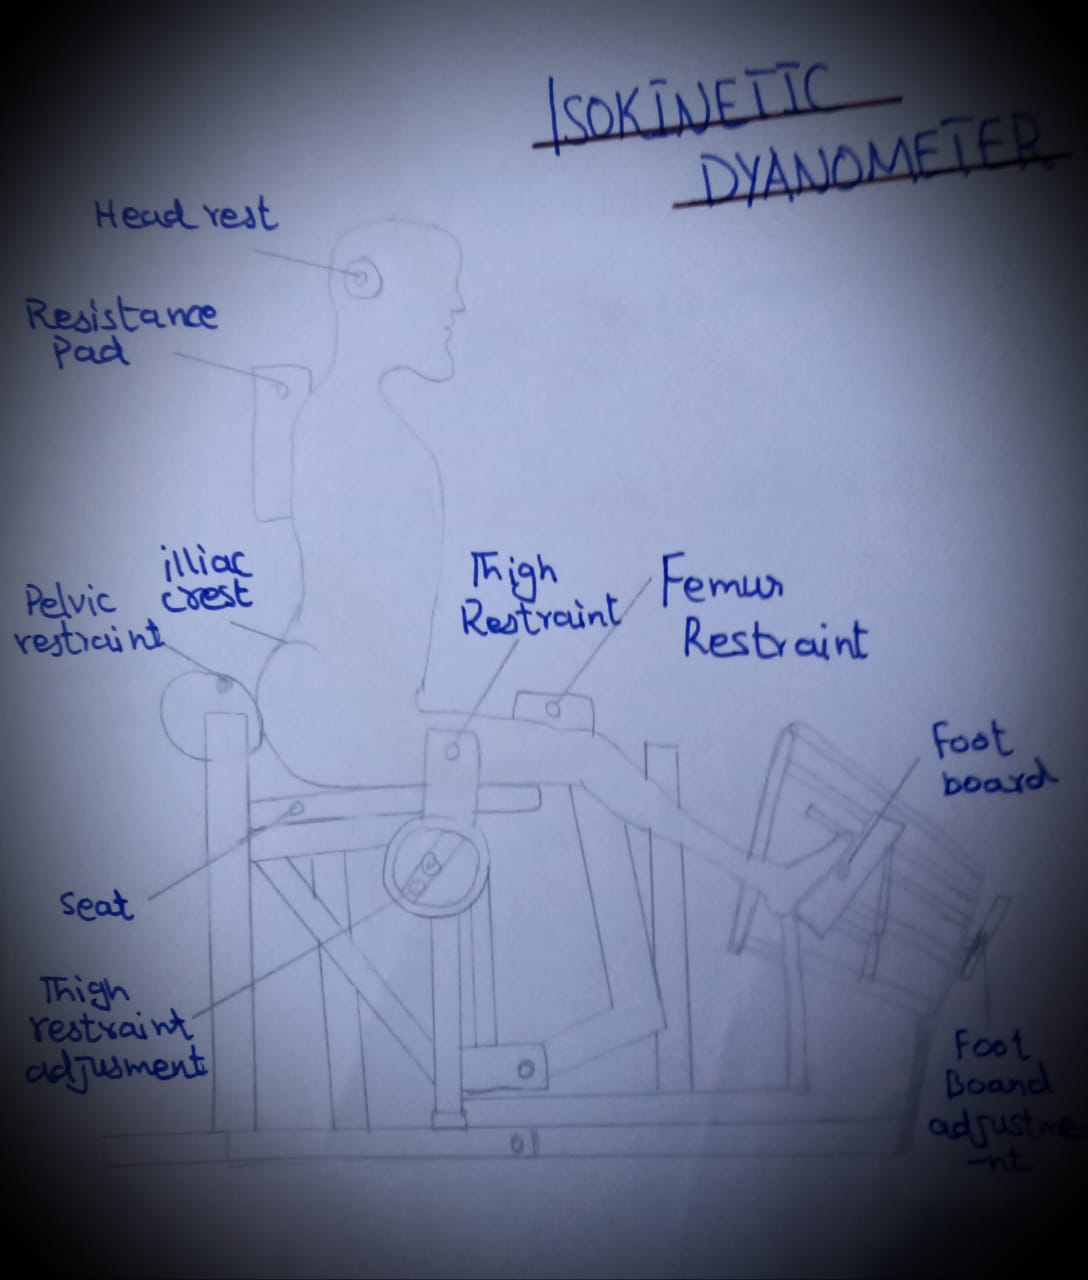 ISOKINETIC
DYANOMETER
Head rest
Resistance
Pad
illiac
crest
Pelvic
restraint
Thigh
Restraint
Femur
Restraint
Foot
board
Seat
Thigh
restraint
adjusment
Foot
Board
adjustme
-nt